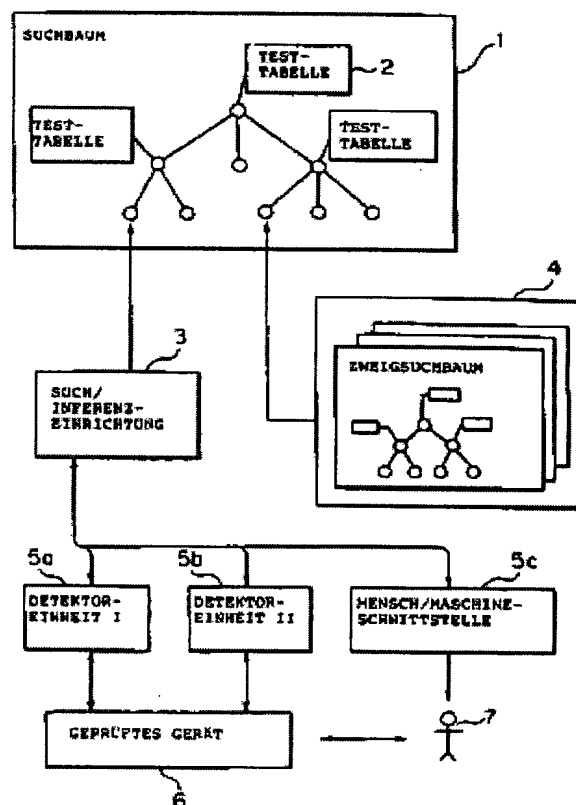 SUCHBAUM
TEST-
TABELLE
2
1
TEST-
TABELLE
TEST-
TABELLE
4
3
SUCH/
INFERENZ-
EINRICHTUNG
ZWEIGSUCHBAUM
5a
5b
5c
DETEKTOR-
EINHEIT I
DETEKTOR-
EINHEIT II
MENSCH/MASCHINE-
SCHNITTSTELLE
GEPRÜFTES GERÄT
7
6